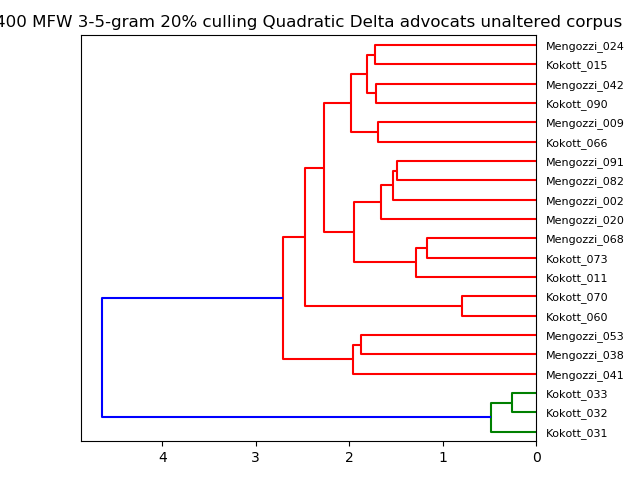 400 MFW 3-5-gram 20% culling Quadratic Delta advocats unaltered corpus
Mengozzi_024
Kokott_015
Mengozzi_042
Kokott_090
Mengozzi_009
Kokott_066
Mengozzi_091
Mengozzi_082
Mengozzi_002
Mengozzi_020
Mengozzi_068
Kokott_073
Kokott_011
Kokott_070
Kokott_060
Mengozzi_053
Mengozzi_038
Mengozzi_041
Kokott_033
Kokott_032
Kokott_031
4 3 2 1 0